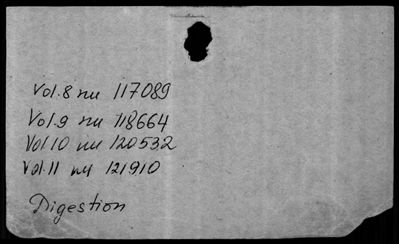 Vol. 8 nu 117089
Vol. 9 nu 118664
Vol 10 nu 120532
Vol. 11 nu 121910
Digestion